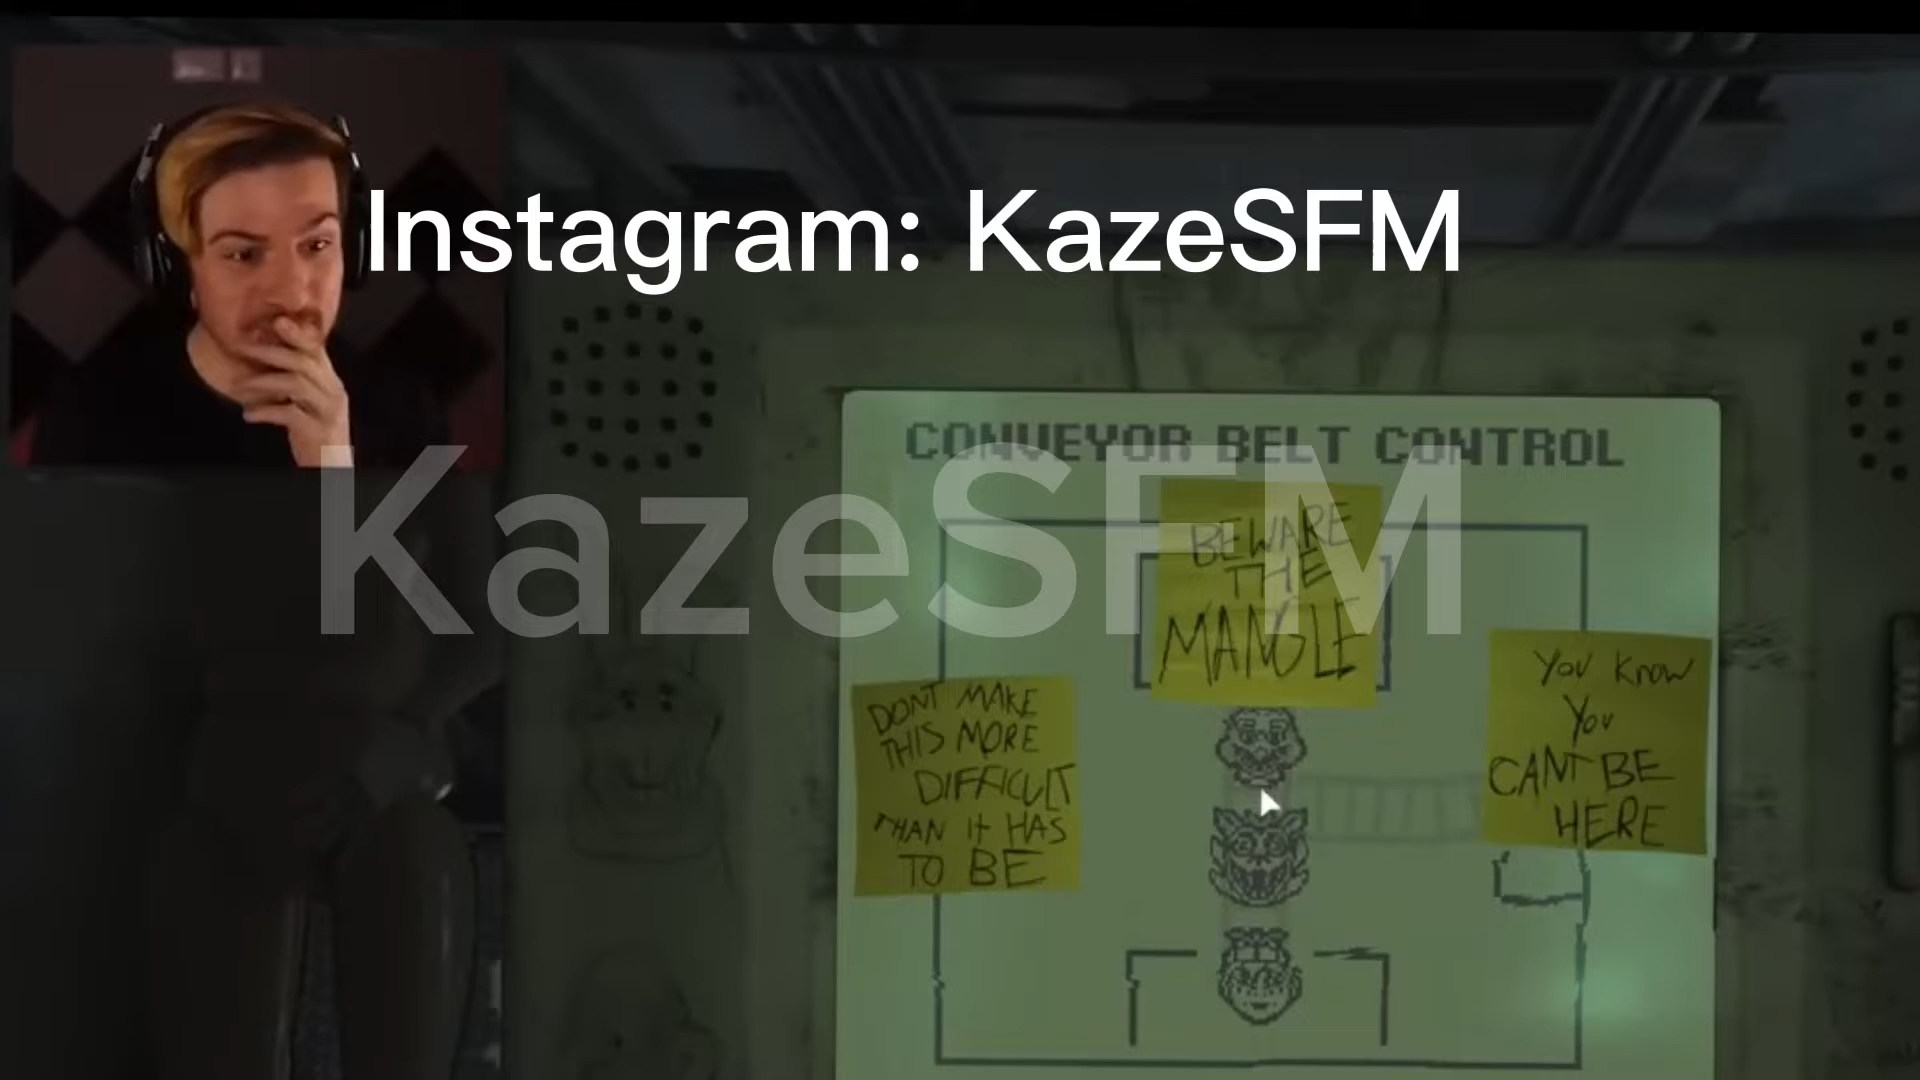 Instagram: KazeSFM
KazeSFM
CONVEYOR BELT CONTROL
BEWARE
THE
MANGLE
DONT MAKE
THIS MORE
DIFFICULT
THAN It HAS
TO BE
You know
You
CANT BE
HERE